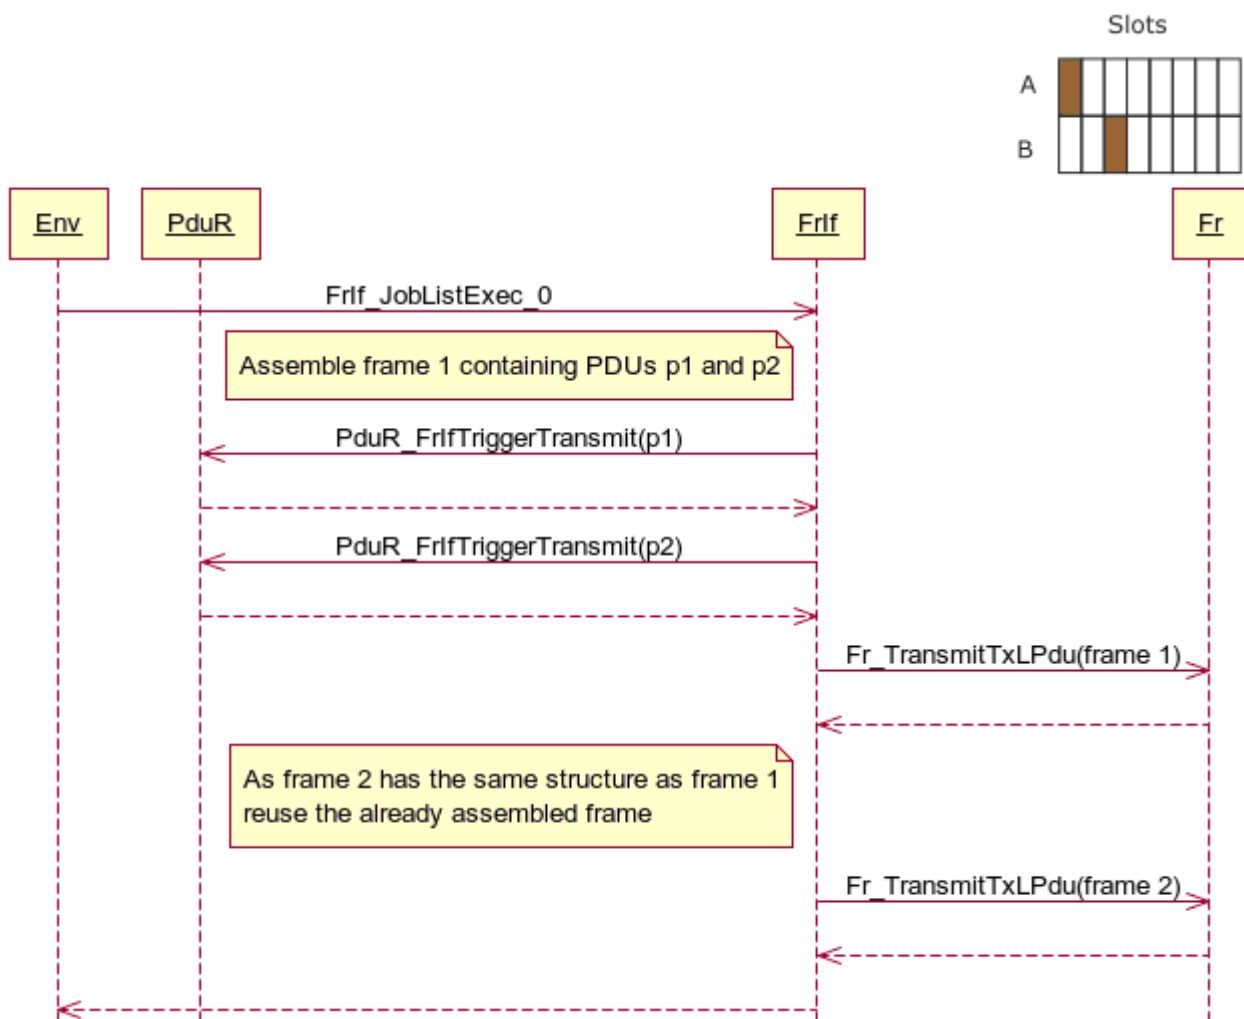 Slots
A
B
Env
PduR
FrIf
Fr
FrIf_JobListExec_0
Assemble frame 1 containing PDUs p1 and p2
PduR_FrIfTriggerTransmit(p1)
PduR_FrIfTriggerTransmit(p2)
Fr_TransmitTxLPdu(frame 1)
As frame 2 has the same structure as frame 1
reuse the already assembled frame
Fr_TransmitTxLPdu(frame 2)